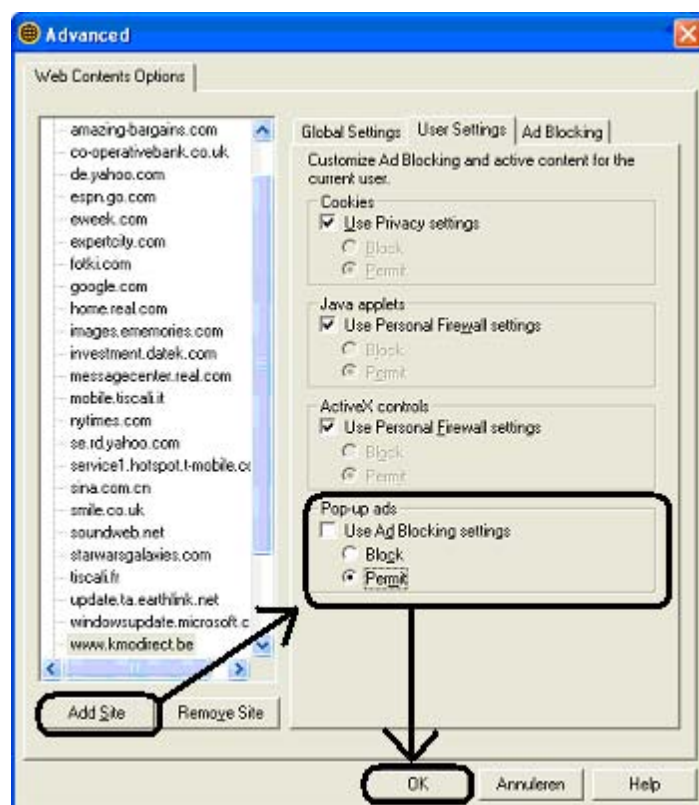 Advanced
Web Contents Options
amazing-bargains.com
co-operativebank.co.uk
de.yahoo.com
espn.go.com
eweek.com
expertcity.com
fotki.com
google.com
home.real.com
images.ememories.com
investment.datek.com
messagecenter.real.com
mobile.tiscali.it
nytimes.com
se.rd.yahoo.com
service1.hotspot.t-mobile.co
sina.com.cn
smile.co.uk
soundweb.net
starwarsgalaxies.com
tiscali.fr
update.ta.earthlink.net
windowsupdate.microsoft.c
www.kmodirect.be
Add Site
Remove Site
Global Settings
User Settings
Ad Blocking
Customize Ad Blocking and active content for the
current user.
Cookies
Use Privacy settings
Block
Permit
Java applets
Use Personal Firewall settings
Block
Permit
ActiveX controls
Use Personal Firewall settings
Block
Permit
Pop-up ads
Use Ad Blocking settings
Block
Permit
OK
Annuleren
Help